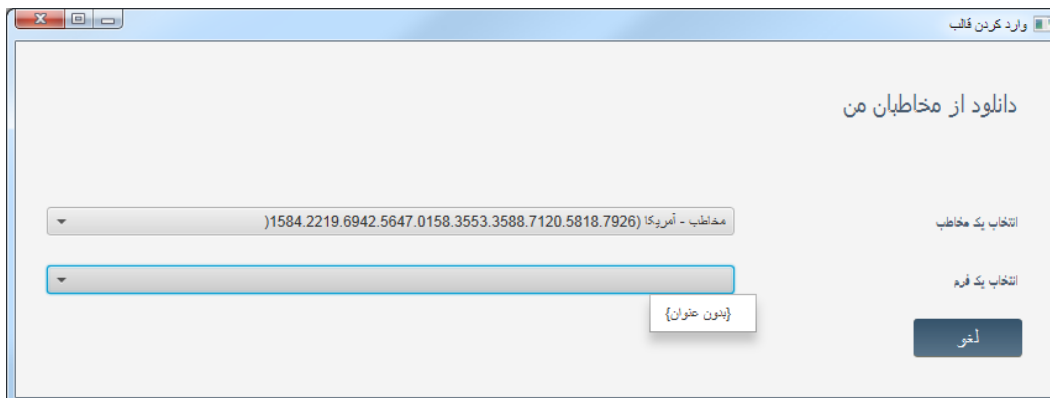 وارد کردن قالب
دانلود از مخاطبان من
انتخاب یک مخاطب
مخاطب - آمریکا (1584.2219.6942.5647.0158.3553.3588.7120.5818.7926(
انتخاب یک فرم
{بدون عنوان}
لغو